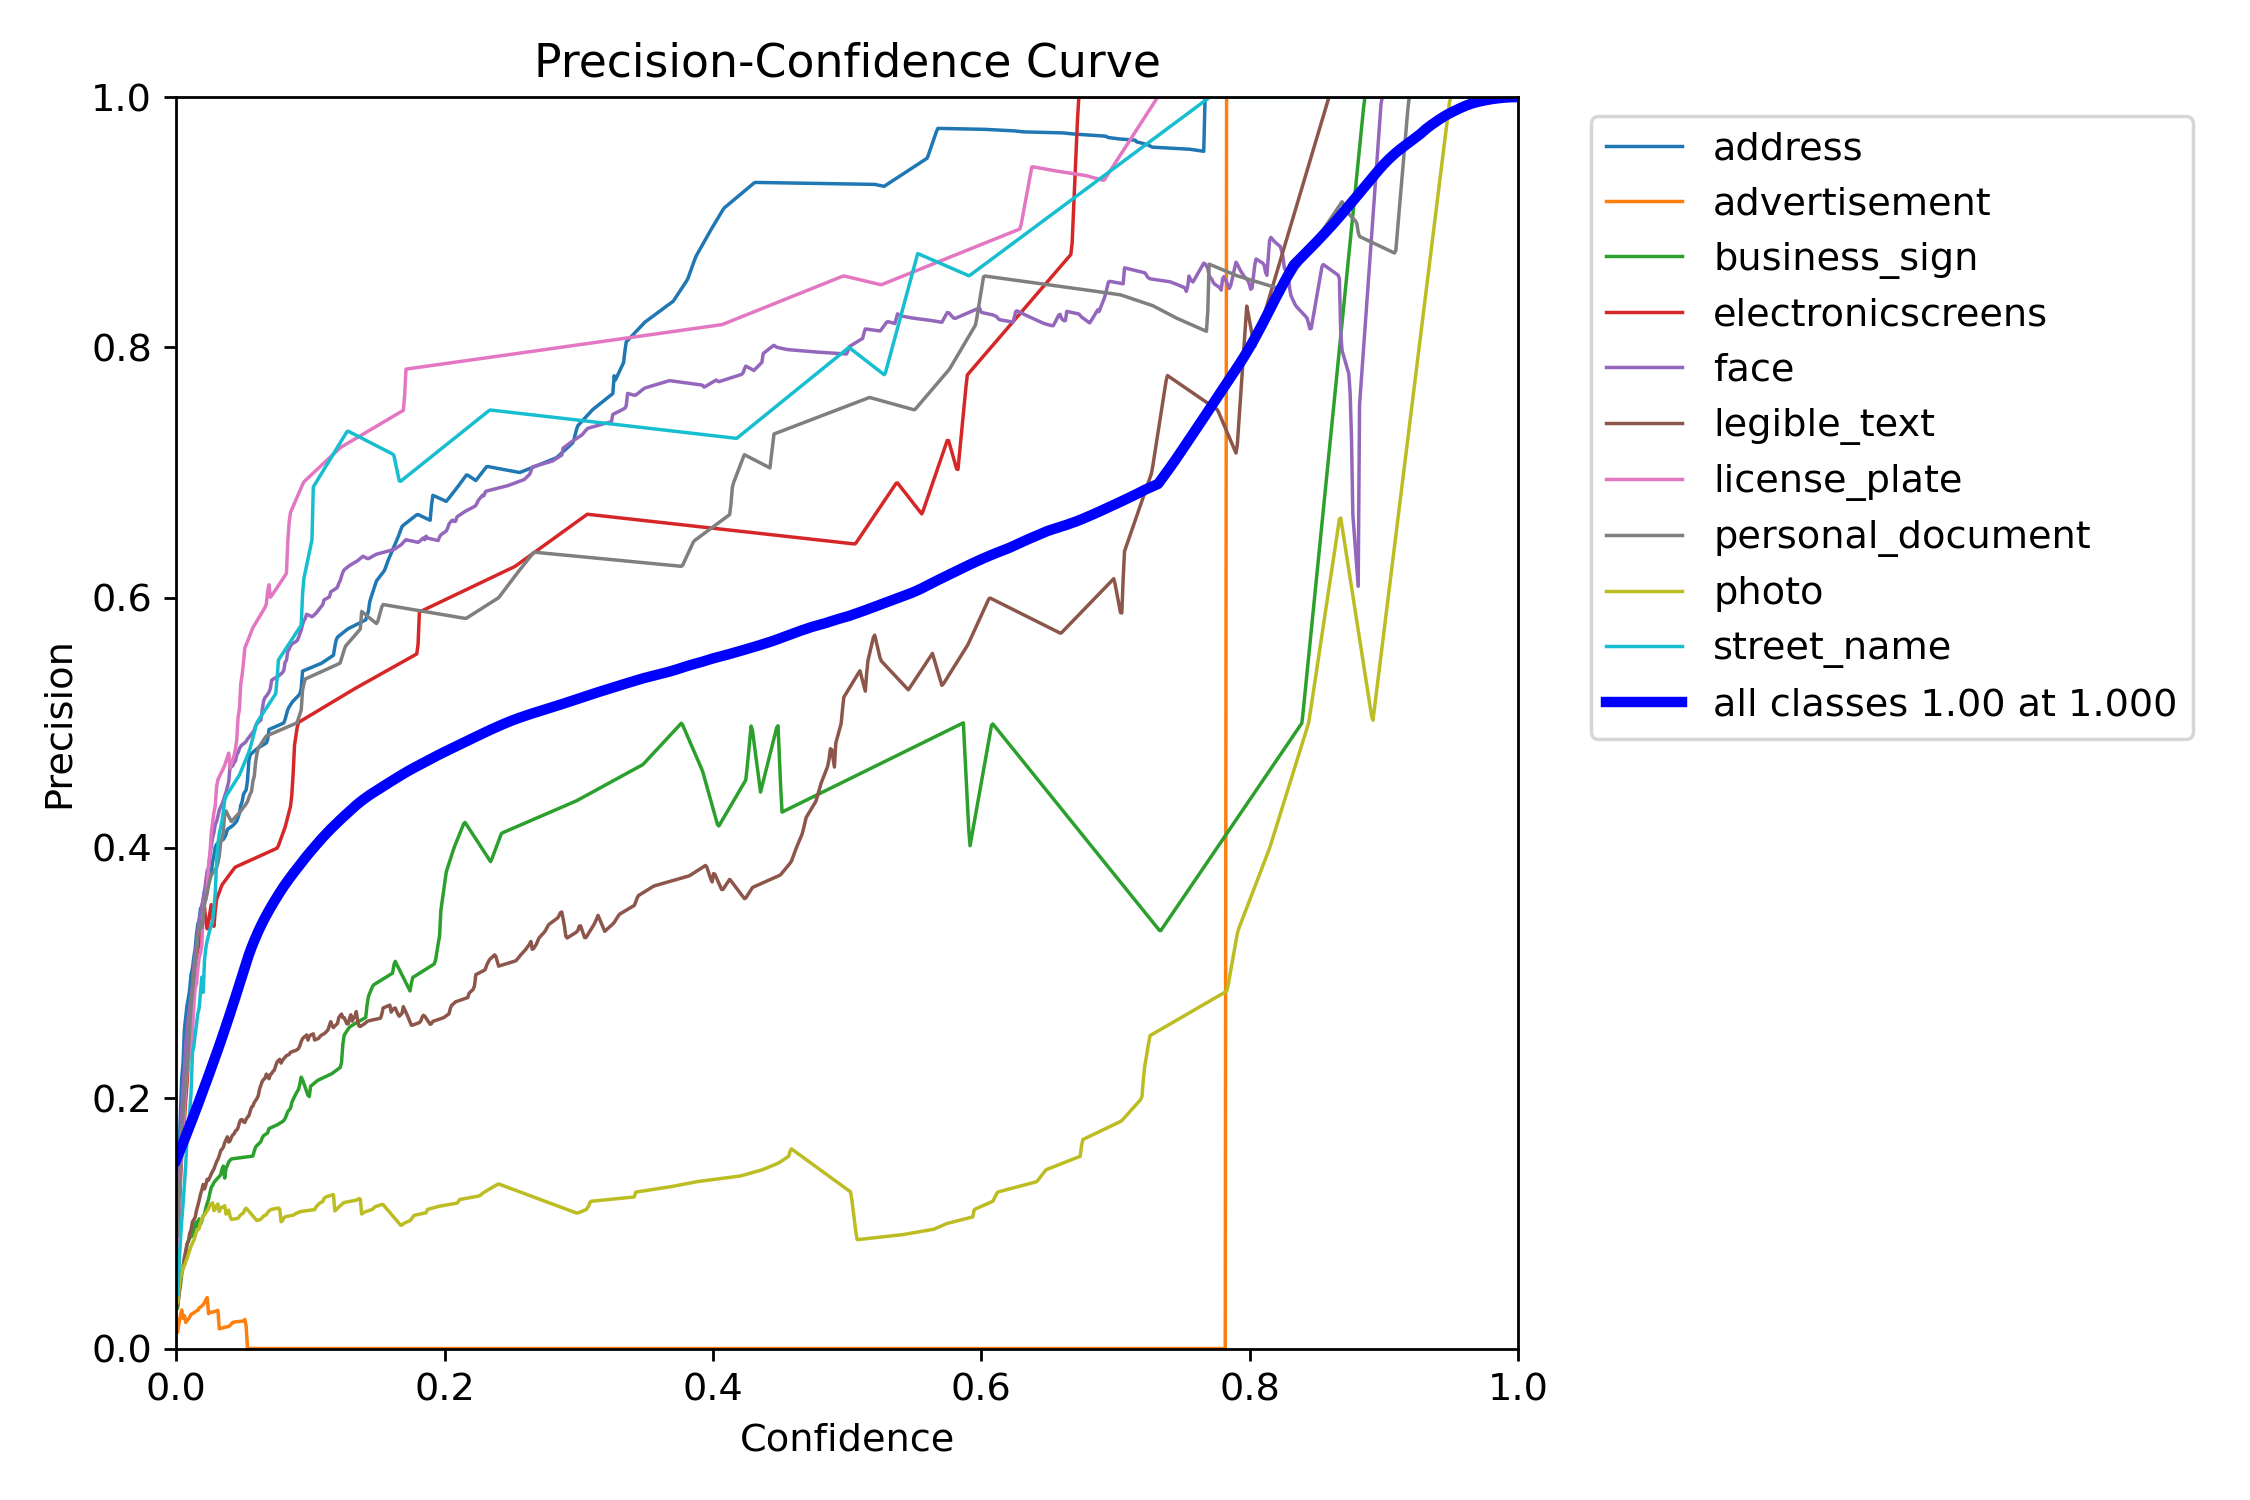 Precision-Confidence Curve
1.0
0.8
0.6
0.4
0.2
0.0
Precision
0.0 0.2 0.4 0.6 0.8 1.0
Confidence
address
advertisement
business_sign
electronicscreens
face
legible_text
license_plate
personal_document
photo
street_name
all classes 1.00 at 1.000